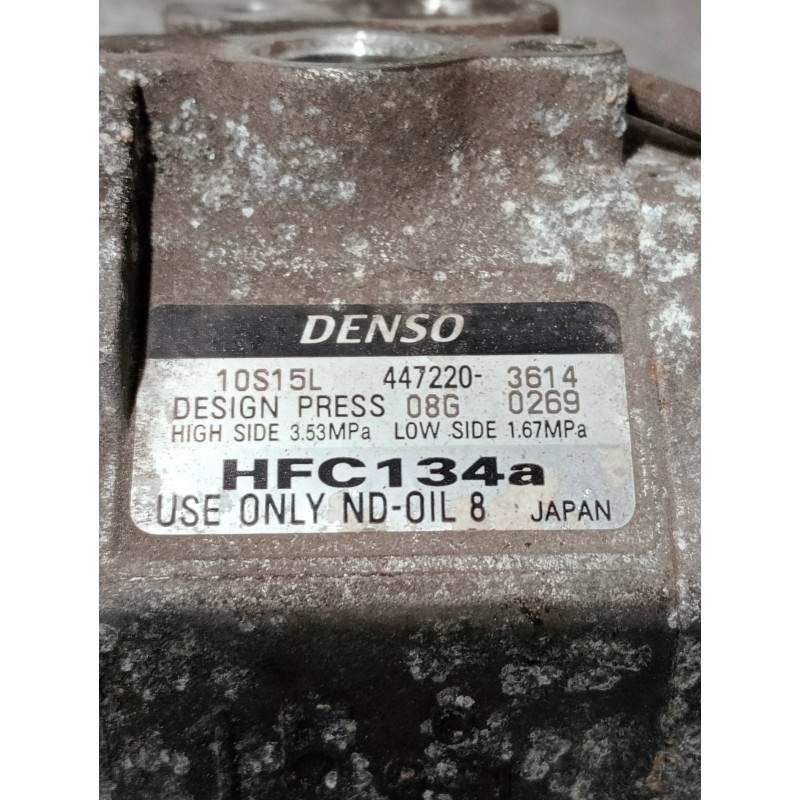 DENSO
10S15L 447220- 3614
DESIGN PRESS 08G 0269
HIGH SIDE 3.53MPa LOW SIDE 1.67MPa
HFC134a
USE ONLY ND-OIL 8 JAPAN